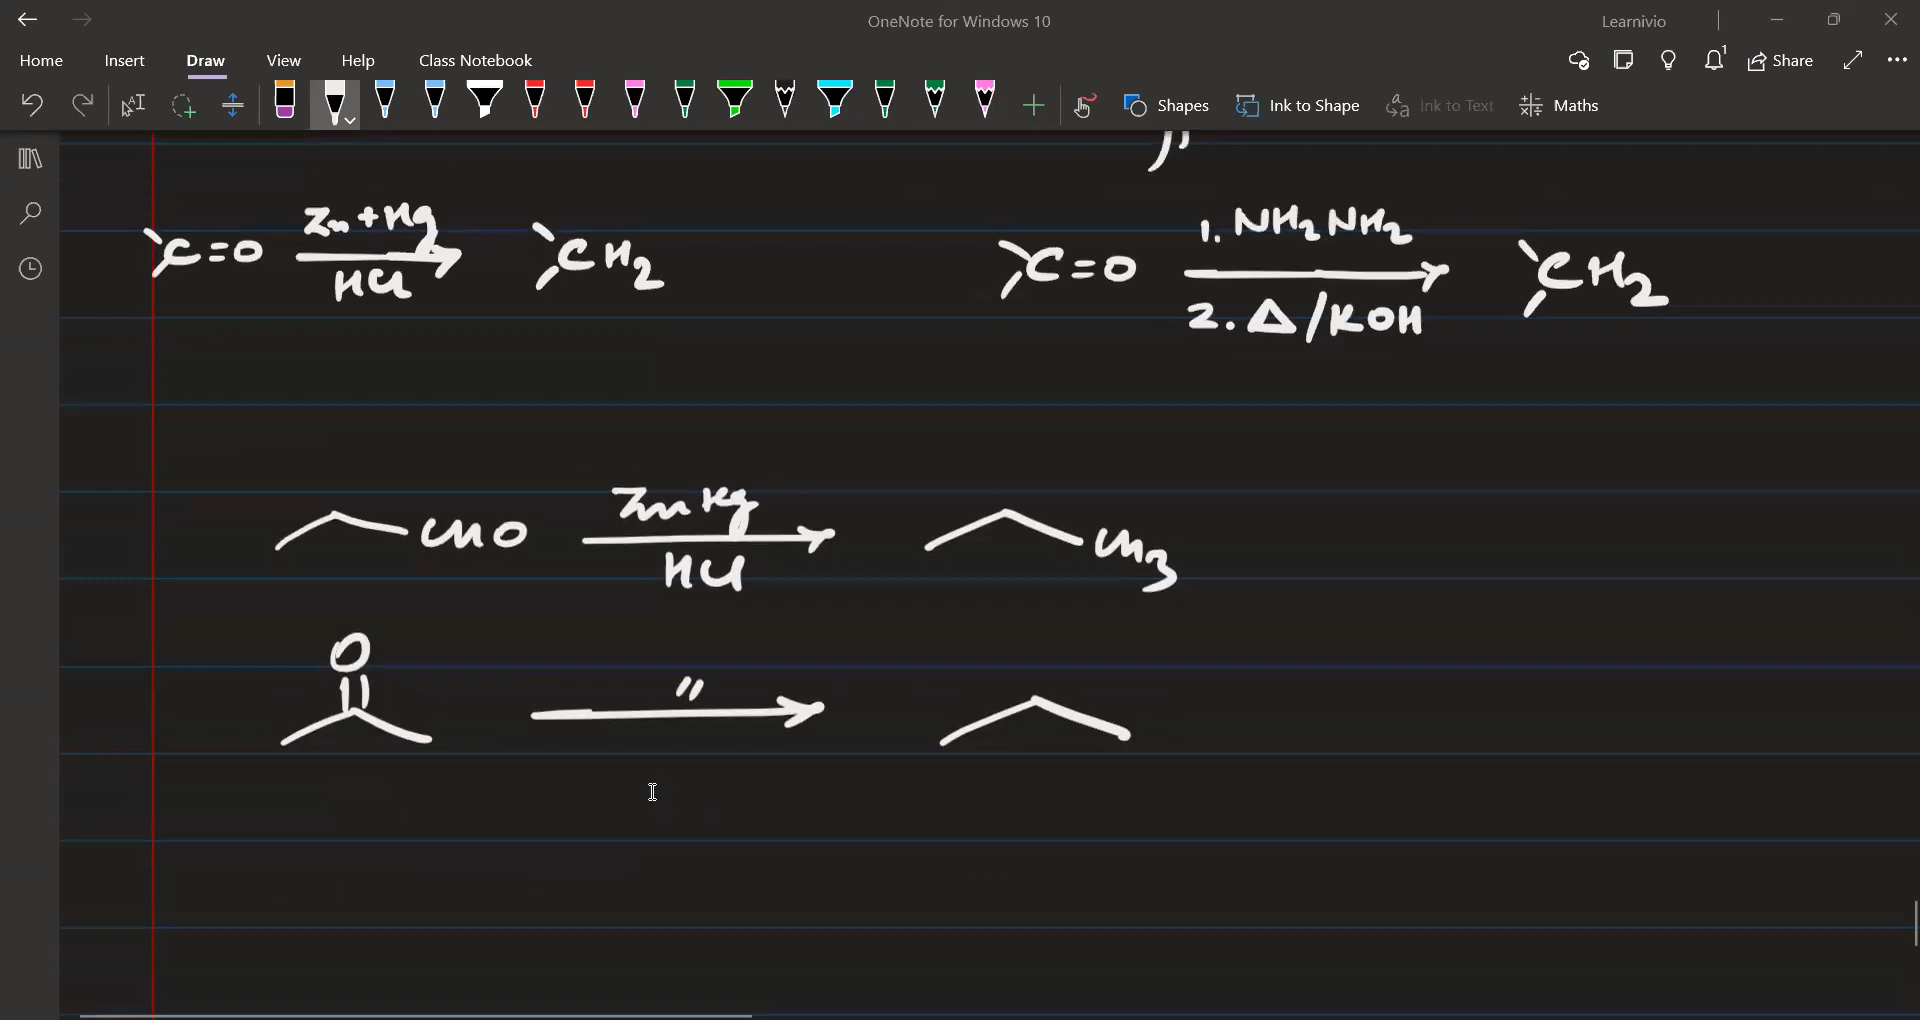 OneNote for Windows 10
Learnivio
Home Insert Draw View Help Class Notebook
1
Share
Shapes Ink to Shape Ink to Text Maths
>C=O Zn+Hg HCl >CH2
>C=O 1. NH2NH2 2. Δ/KOH >CH2
CHO Zn Hg HCl CH3
O "